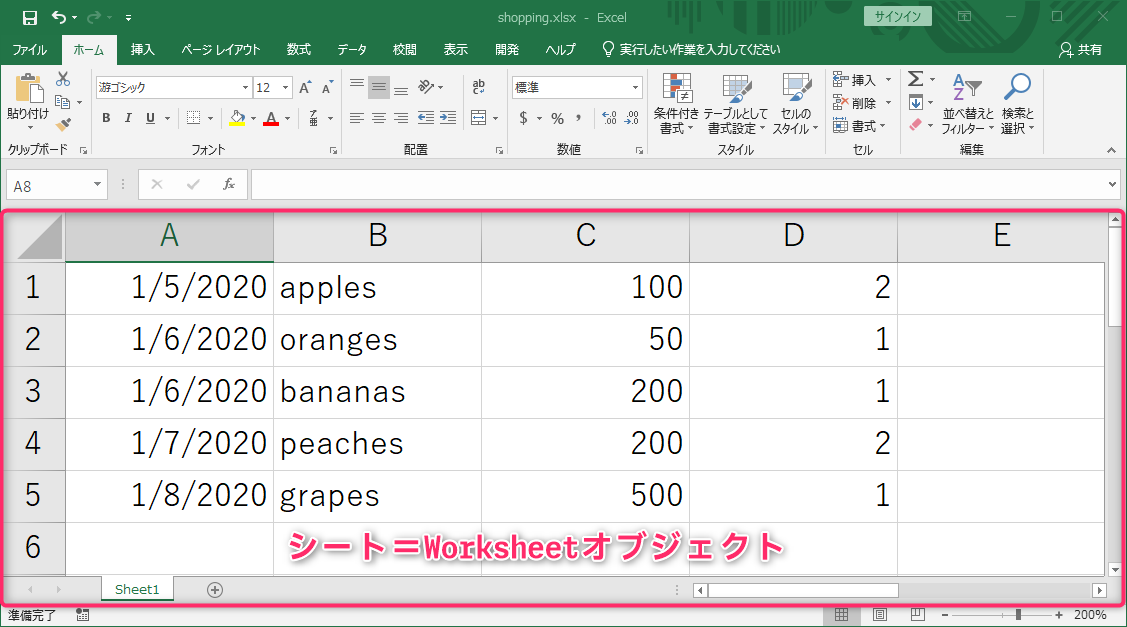 shopping.xlsx - Excel
サインイン
ファイル ホーム 挿入 ページ レイアウト 数式 データ 校閲 表示 開発 ヘルプ 実行したい作業を入力してください 共有
貼り付け
游ゴシック 12
B I U A
標準
$ % ,
条件付き書式
テーブルとして書式設定
セルのスタイル
挿入
削除
書式
並べ替えとフィルター
検索と選択
クリップボード フォント 配置 数値 スタイル セル 編集
A8 fx
A B C D E
1 1/5/2020 apples 100 2
2 1/6/2020 oranges 50 1
3 1/6/2020 bananas 200 1
4 1/7/2020 peaches 200 2
5 1/8/2020 grapes 500 1
6
シート=Worksheetオブジェクト
Sheet1
準備完了 200%